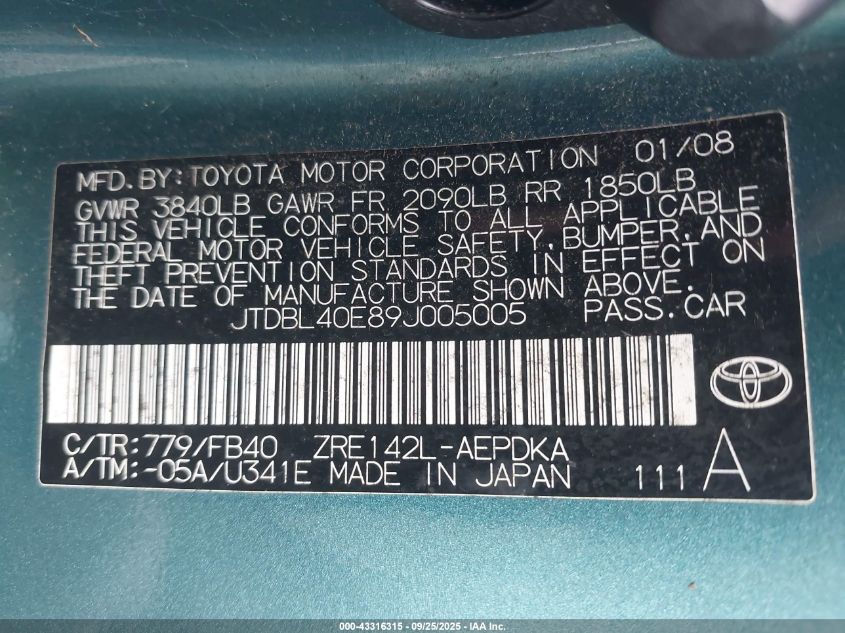 MFD. BY: TOYOTA MOTOR CORPORATION 01/08
GVWR 3840LB GAWR FR 2090LB RR 1850LB
THIS VEHICLE CONFORMS TO ALL APPLICABLE
FEDERAL MOTOR VEHICLE SAFETY, BUMPER, AND
THEFT PREVENTION STANDARDS IN EFFECT ON
THE DATE OF MANUFACTURE SHOWN ABOVE.
JTDBL40E89J005005 PASS. CAR
C/TR: 779/FB40 ZRE142L-AEPDKA
A/TM: -05A/U341E MADE IN JAPAN 111 A
000-43316315 | 09/25/2025 | IAA Inc.